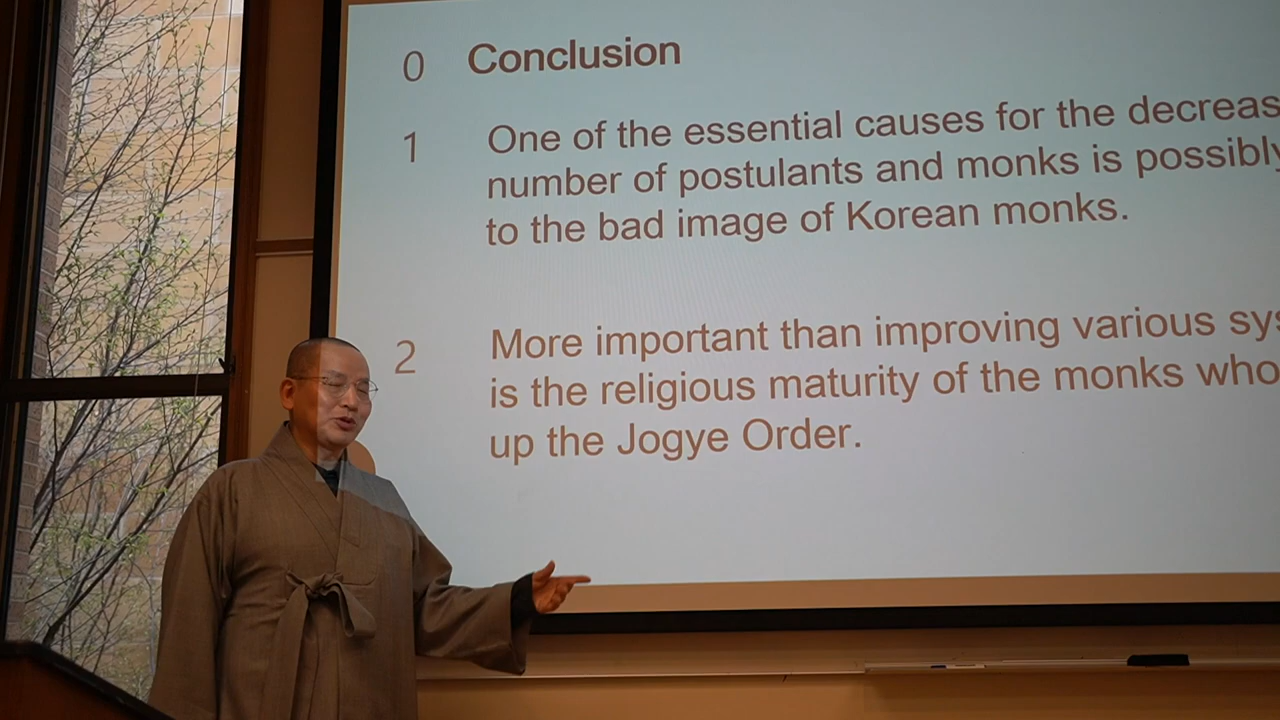 0 Conclusion
1 One of the essential causes for the decreas
number of postulants and monks is possibly
to the bad image of Korean monks.
2 More important than improving various sys
is the religious maturity of the monks who
up the Jogye Order.